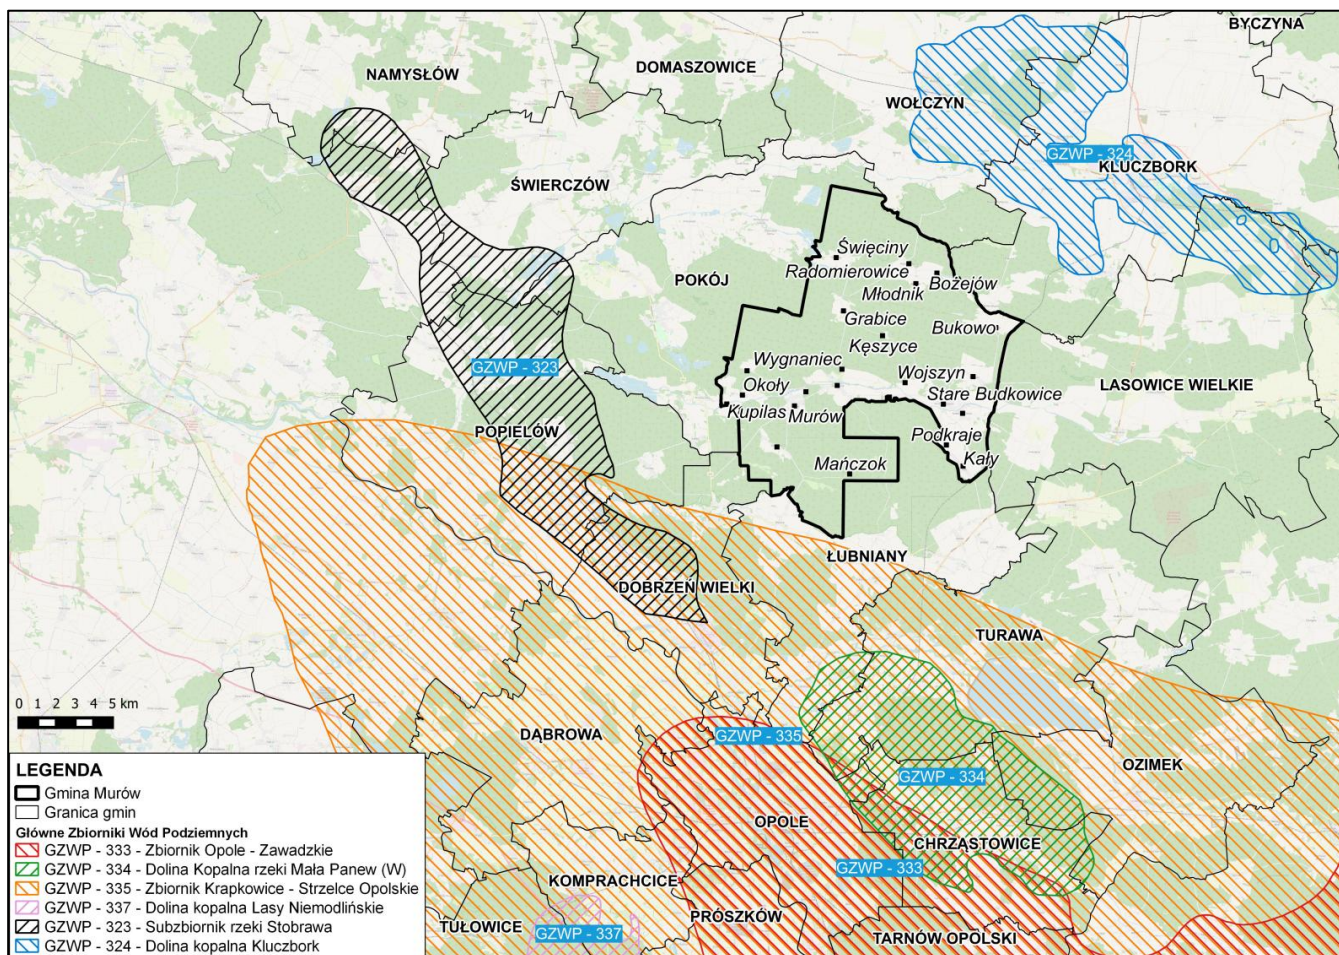 BYCZYNA
NAMYSŁÓW
DOMASZOWICE
WOŁCZYN
GZWP - 324
KLUCZBORK
ŚWIERCZÓW
POKÓJ
Święciny
Radomierowice
Bożejów
Młodnik
Grabice
Bukowo
Kęszyce
Wygnaniec
Wojszyn
GZWP - 323
Okoły
Stare Budkowice
LASOWICE WIELKIE
Kupilas
Murów
POPIELÓW
Podkraje
Kały
Mańczok
ŁUBNIANY
DOBRZEŃ WIELKI
TURAWA
0 1 2 3 4 5 km
DĄBROWA
GZWP - 335
OZIMEK
GZWP - 334
OPOLE
CHRZĄSTOWICE
GZWP - 333
KOMPRACHCICE
PRÓSZKÓW
TUŁOWICE
GZWP - 337
TARNÓW OPOLSKI
LEGENDA
Gmina Murów
Granica gmin
Główne Zbiorniki Wód Podziemnych
GZWP - 333 - Zbiornik Opole - Zawadzkie
GZWP - 334 - Dolina Kopalna rzeki Mała Panew (W)
GZWP - 335 - Zbiornik Krapkowice - Strzelce Opolskie
GZWP - 337 - Dolina kopalna Lasy Niemodlińskie
GZWP - 323 - Subzbiornik rzeki Stobrawa
GZWP - 324 - Dolina kopalna Kluczbork